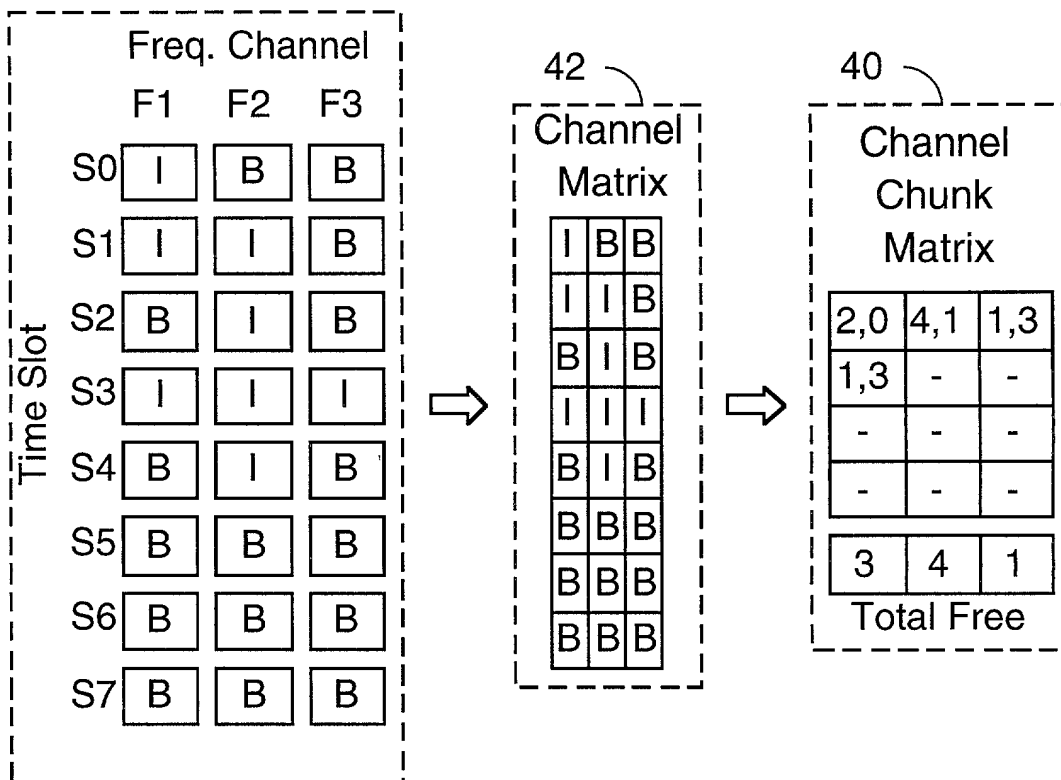 Freq. Channel
F1 F2 F3
Time Slot
S0 I B B
S1 I I B
S2 B I B
S3 I I I
S4 B I B
S5 B B B
S6 B B B
S7 B B B
42
Channel
Matrix
I B B
I I B
B I B
I I I
B I B
B B B
B B B
B B B
40
Channel
Chunk
Matrix
2,0 4,1 1,3
1,3 - -
- - -
- - -
3 4 1
Total Free